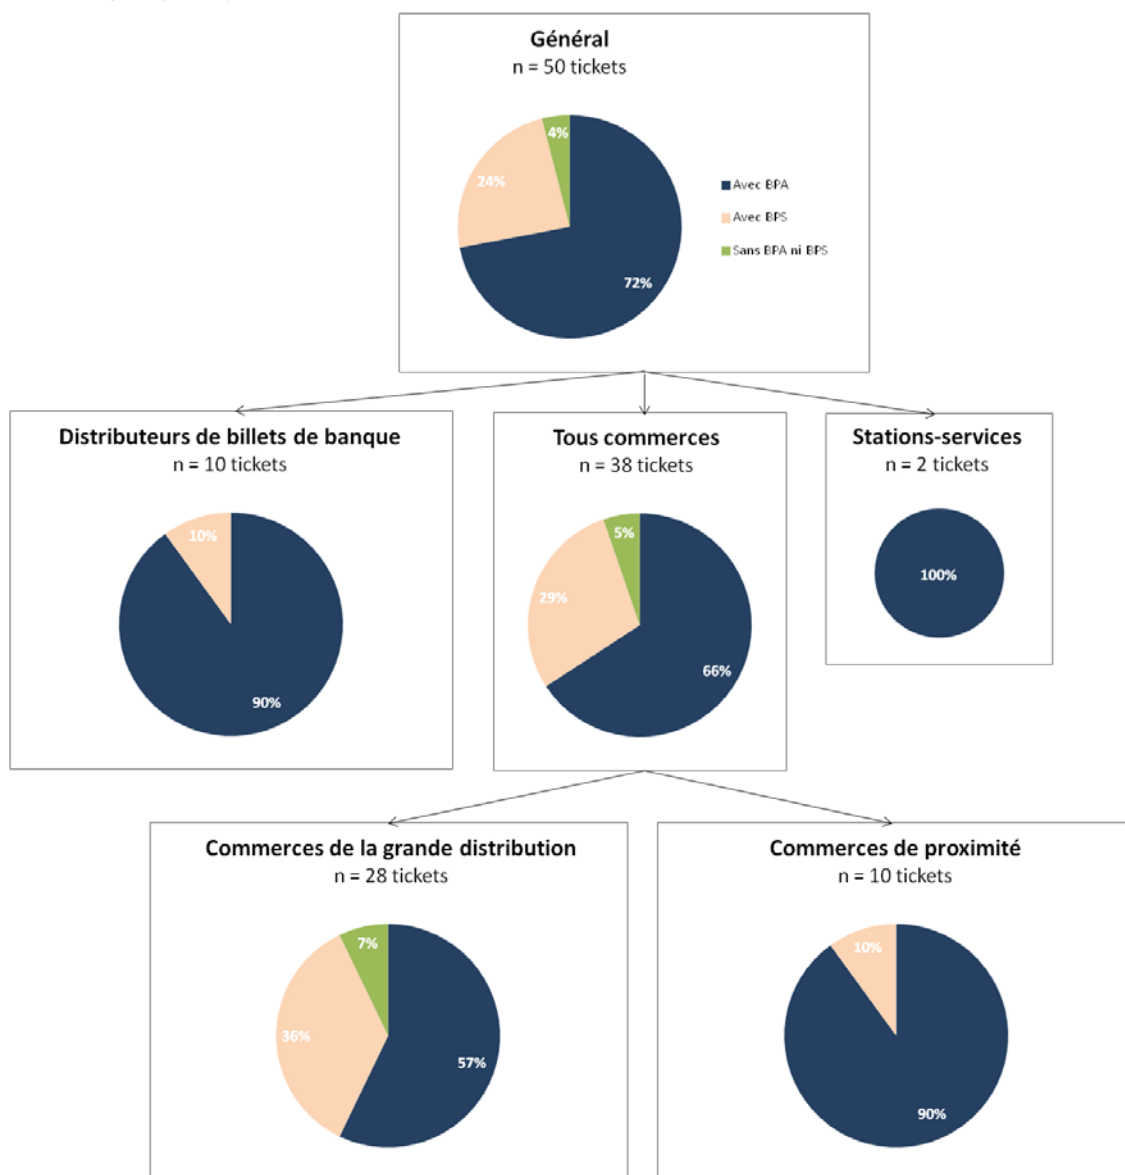 Général
n = 50 tickets
4%
24%
72%
Avec BPA
Avec BPS
Sans BPA ni BPS
Distributeurs de billets de banque
n = 10 tickets
10%
90%
Tous commerces
n = 38 tickets
5%
29%
66%
Stations-services
n = 2 tickets
100%
Commerces de la grande distribution
n = 28 tickets
7%
36%
57%
Commerces de proximité
n = 10 tickets
10%
90%